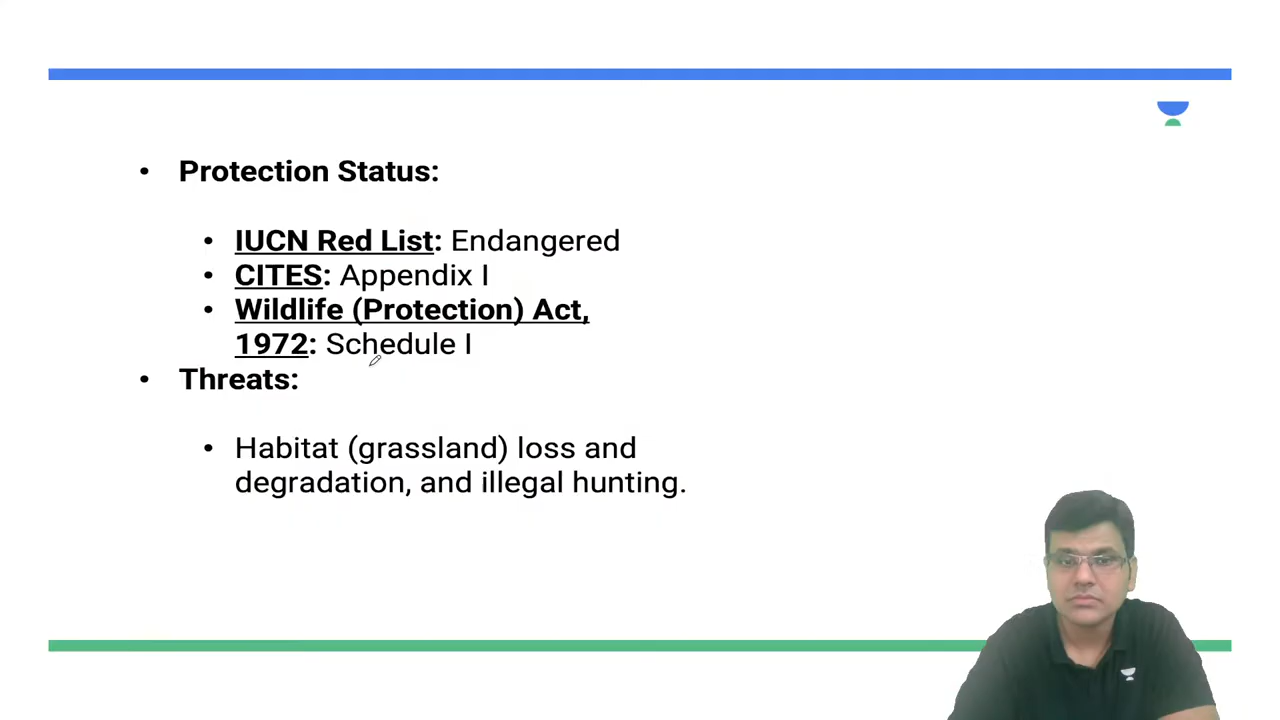 • Protection Status:
• IUCN Red List: Endangered
• CITES: Appendix I
• Wildlife (Protection) Act,
1972: Schedule I
• Threats:
• Habitat (grassland) loss and
degradation, and illegal hunting.